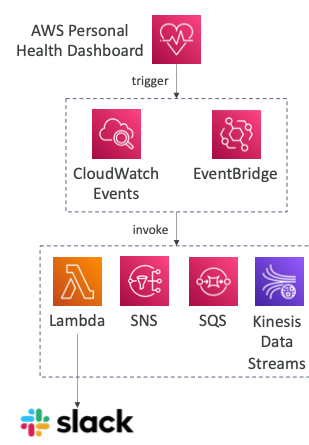 AWS Personal
Health Dashboard
trigger
CloudWatch
Events
EventBridge
invoke
Lambda
SNS
SQS
Kinesis
Data
Streams
slack